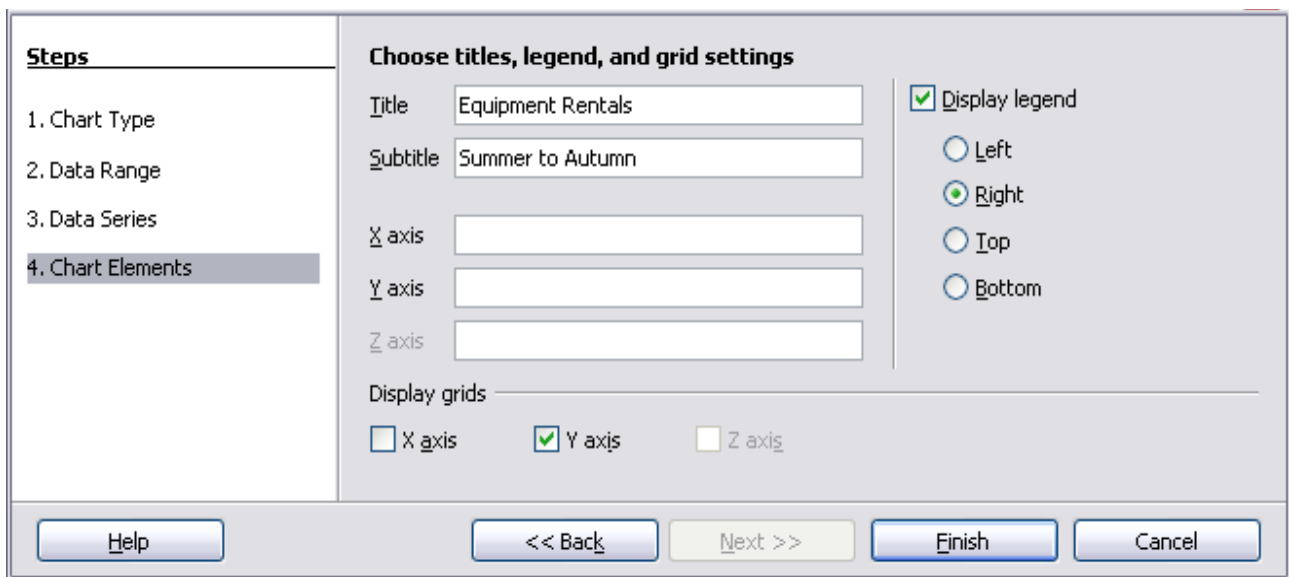 Steps
1. Chart Type
2. Data Range
3. Data Series
4. Chart Elements
Choose titles, legend, and grid settings
Title Equipment Rentals
Subtitle Summer to Autumn
X axis
Y axis
Z axis
Display legend
Left
Right
Top
Bottom
Display grids
X axis Y axis Z axis
Help << Back Next >> Finish Cancel